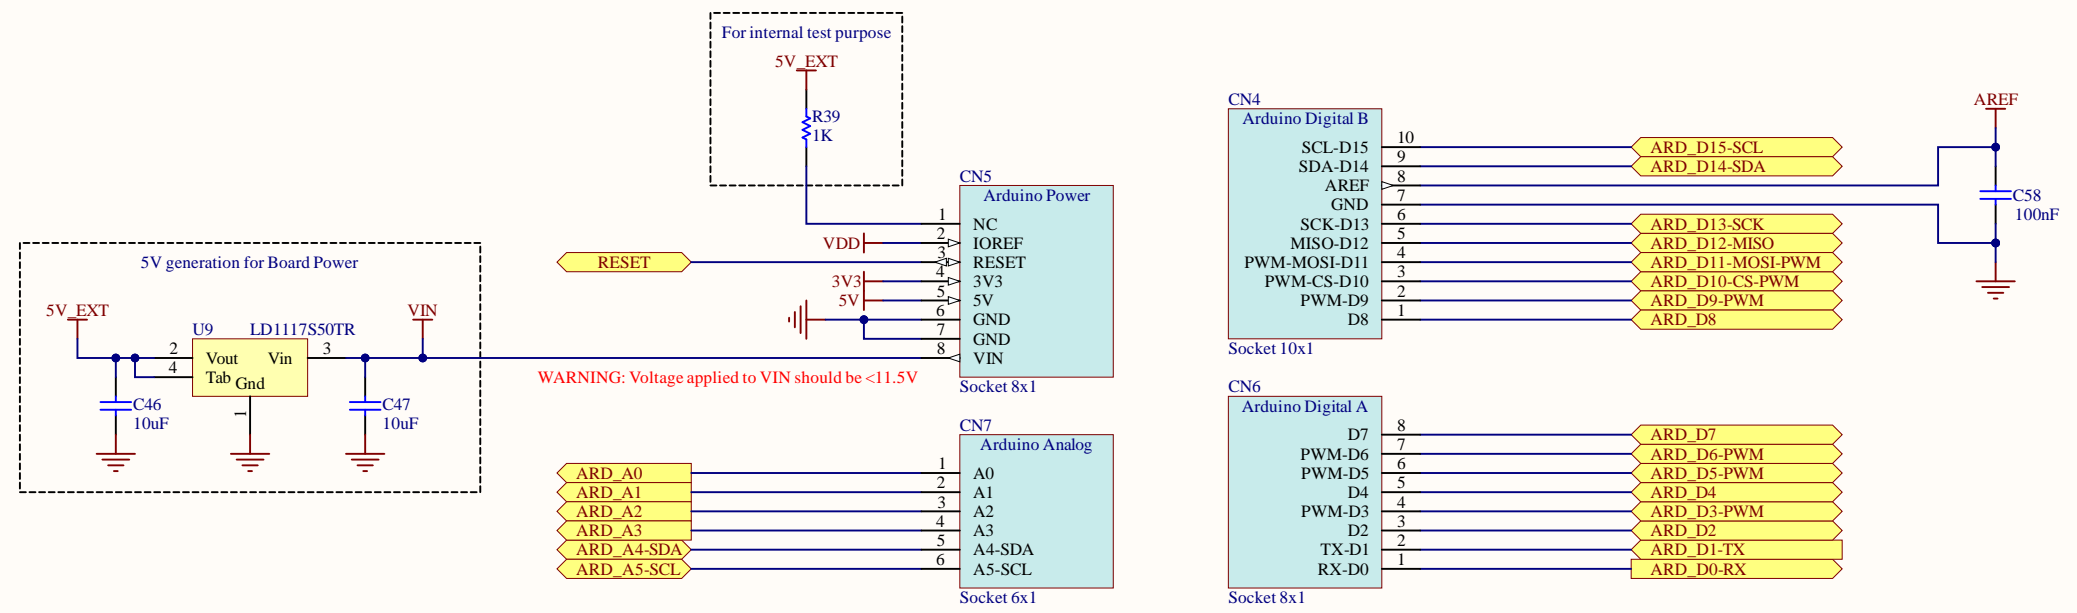 For internal test purpose
5V_EXT
R39
1K
5V generation for Board Power
5V_EXT
U9
LD1117S50TR
VIN
2
Vout
Vin
3
4
Tab
Gnd
1
C46
10uF
C47
10uF
CN5
Arduino Power
1
NC
VDD
2
IOREF
RESET
3
RESET
3V3
4
3V3
5V
5
5V
6
GND
7
GND
8
VIN
WARNING: Voltage applied to VIN should be <11.5V
Socket 8x1
CN7
Arduino Analog
ARD_A0
1
A0
ARD_A1
2
A1
ARD_A2
3
A2
ARD_A3
4
A3
ARD_A4-SDA
5
A4-SDA
ARD_A5-SCL
6
A5-SCL
Socket 6x1
CN4
Arduino Digital B
SCL-D15
10
ARD_D15-SCL
SDA-D14
9
ARD_D14-SDA
AREF
8
GND
7
SCK-D13
6
ARD_D13-SCK
MISO-D12
5
ARD_D12-MISO
PWM-MOSI-D11
4
ARD_D11-MOSI-PWM
PWM-CS-D10
3
ARD_D10-CS-PWM
PWM-D9
2
ARD_D9-PWM
D8
1
ARD_D8
Socket 10x1
AREF
C58
100nF
CN6
Arduino Digital A
D7
8
ARD_D7
PWM-D6
7
ARD_D6-PWM
PWM-D5
6
ARD_D5-PWM
D4
5
ARD_D4
PWM-D3
4
ARD_D3-PWM
D2
3
ARD_D2
TX-D1
2
ARD_D1-TX
RX-D0
1
ARD_D0-RX
Socket 8x1